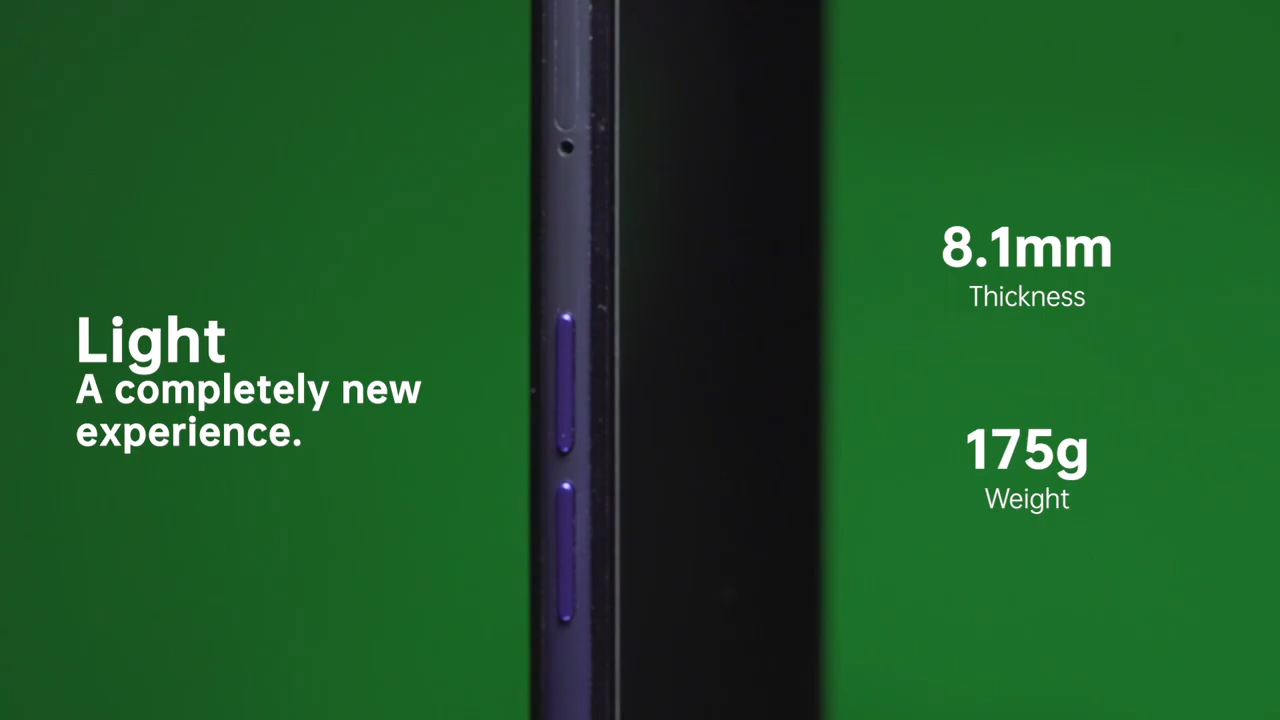 Light
A completely new
experience.
8.1mm
Thickness
175g
Weight